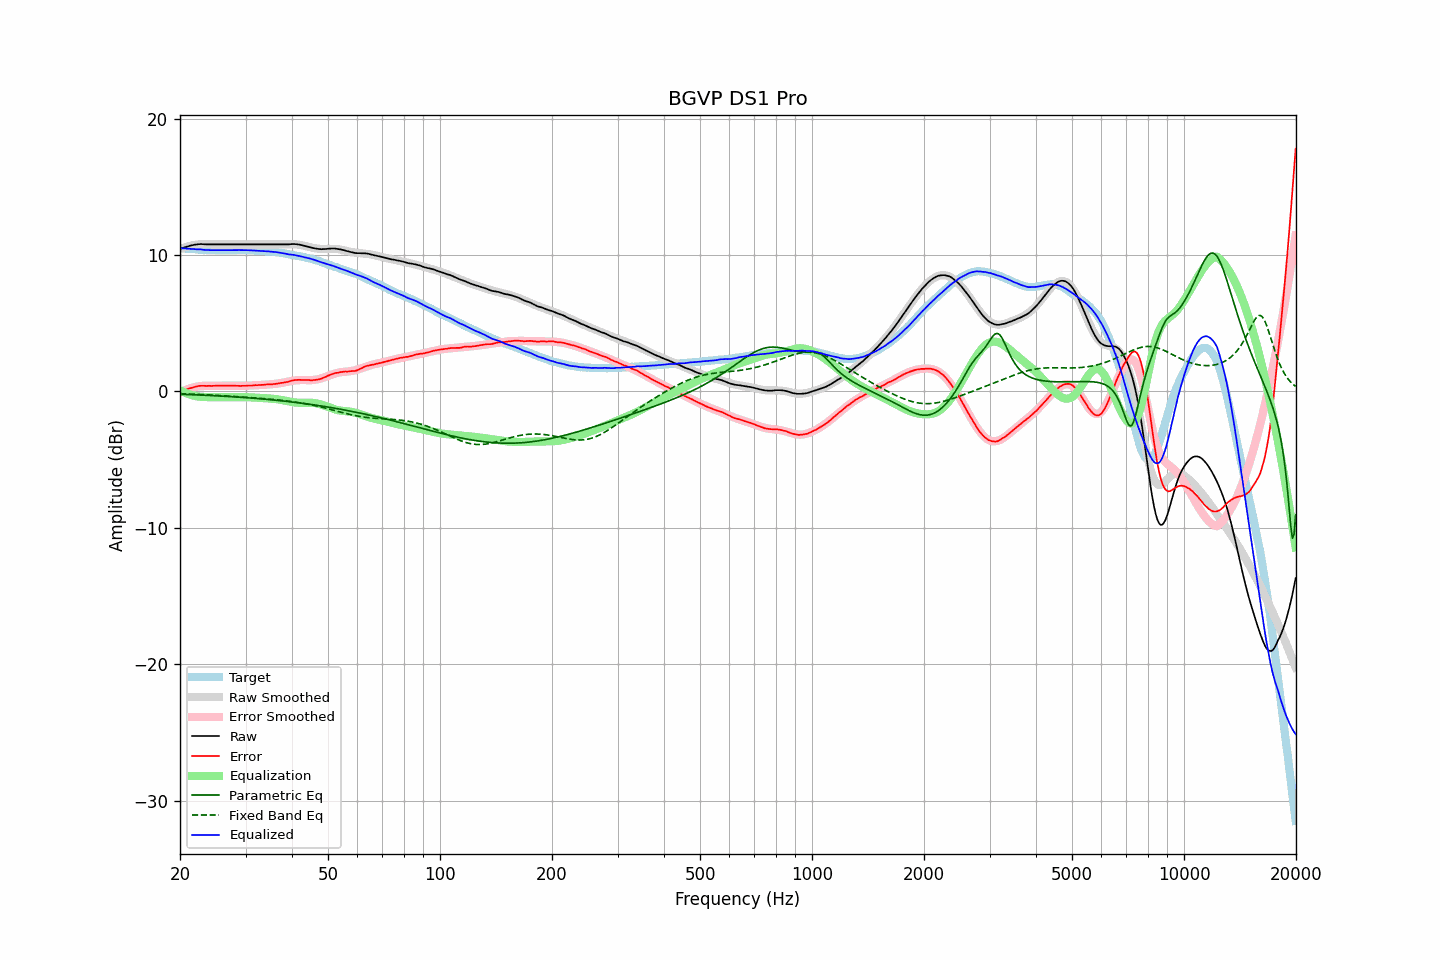 BGVP DS1 Pro
Amplitude (dBr)
20
10
0
−10
−20
−30
Target
Raw Smoothed
Error Smoothed
Raw
Error
Equalization
Parametric Eq
Fixed Band Eq
Equalized
20 50 100 200 500 1000 2000 5000 10000 20000
Frequency (Hz)